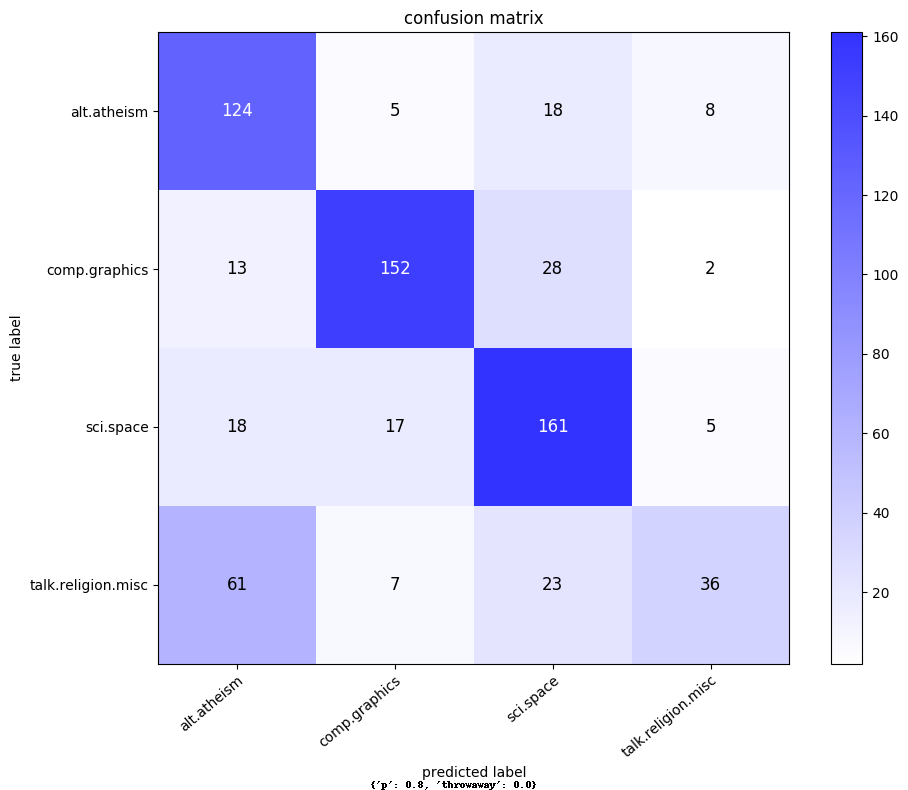 confusion matrix
160
140
120
100
80
60
40
20
true label
alt.atheism 124 5 18 8
comp.graphics 13 152 28 2
sci.space 18 17 161 5
talk.religion.misc 61 7 23 36
alt.atheism comp.graphics sci.space talk.religion.misc
predicted label
{'p': 0.8, 'throwaway': 0.0}